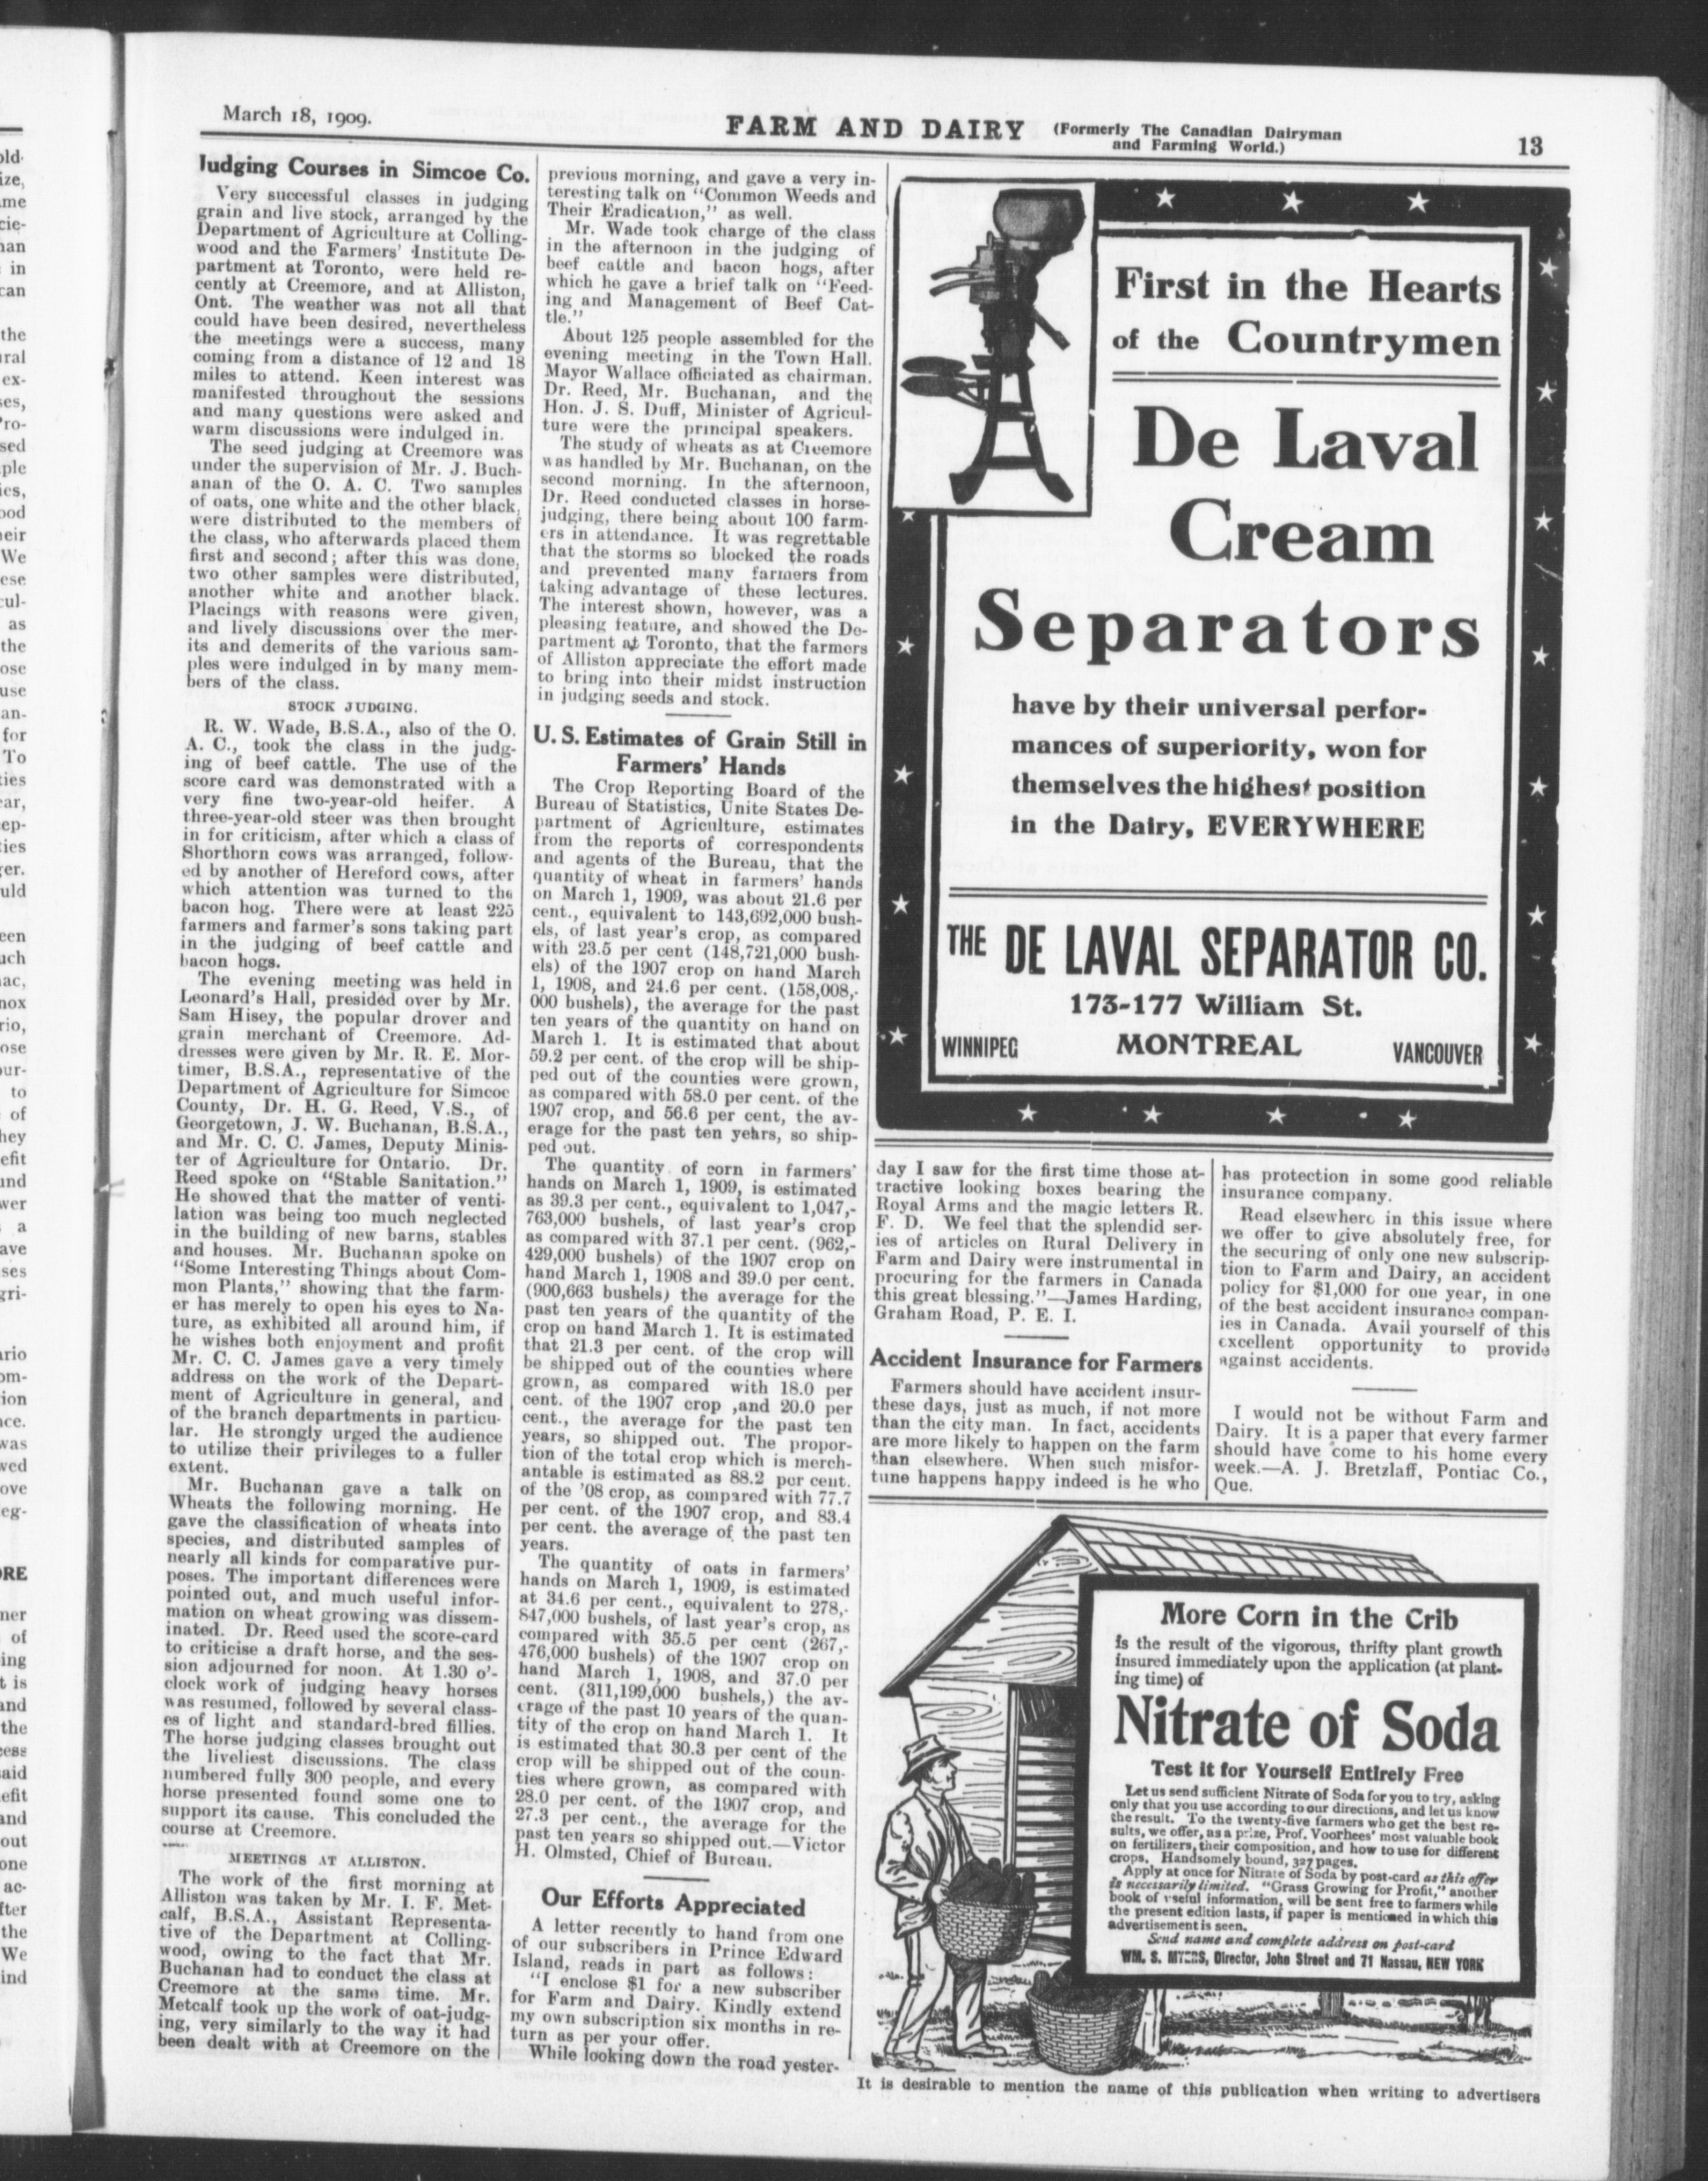 March 18, 1909.
FARM AND DAIRY
(Formerly The Canadian Dairyman
and Farming World.)
13
Judging Courses in Simcoe Co.
Very successful classes in judging
grain and live stock, arranged by the
Department of Agriculture at Colling-
wood and the Farmers' Institute De-
partment at Toronto, were held re-
cently at Creemore, and at Alliston,
Ont. The weather was not all that
could have been desired, nevertheless
the meetings were a success, many
coming from a distance of 12 and 18
miles to attend. Keen interest was
manifested throughout the sessions
and many questions were asked and
warm discussions were indulged in.
The seed judging at Creemore was
under the supervision of Mr. J. Buch-
anan of the O. A. C. Two samples
of oats, one white and the other black,
were distributed to the members of
the class, who afterwards placed them
first and second; after this was done,
two other samples were distributed,
another white and another black.
Placings with reasons were given,
and lively discussions over the mer-
its and demerits of the various sam-
ples were indulged in by many mem-
bers of the class.
STOCK JUDGING.
R. W. Wade, B.S.A., also of the O.
A. C., took the class in the judg-
ing of beef cattle. The use of the
score card was demonstrated with a
very fine two-year-old heifer. A
three-year-old steer was then brought
in for criticism, after which a class of
Shorthorn cows was arranged, follow-
ed by another of Hereford cows, after
which attention was turned to the
bacon hog. There were at least 225
farmers and farmer's sons taking part
in the judging of beef cattle and
bacon hogs.
The evening meeting was held in
Leonard's Hall, presided over by Mr.
Sam Hisey, the popular drover and
grain merchant of Creemore. Ad-
dresses were given by Mr. R. E. Mor-
timer, B.S.A., representative of the
Department of Agriculture for Simcoe
County, Dr. H. G. Reed, V.S., of
Georgetown, J. W. Buchanan, B.S.A.,
and Mr. C. C. James, Deputy Minis-
ter of Agriculture for Ontario. Dr.
Reed spoke on "Stable Sanitation."
He showed that the matter of venti-
lation was being too much neglected
in the building of new barns, stables
and houses. Mr. Buchanan spoke on
"Some Interesting Things about Com-
mon Plants," showing that the farm-
er has merely to open his eyes to Na-
ture, as exhibited all around him, if
he wishes both enjoyment and profit
Mr. C. C. James gave a very timely
address on the work of the Depart-
ment of Agriculture in general, and
of the branch departments in particu-
lar. He strongly urged the audience
to utilize their privileges to a fuller
extent.
Mr. Buchanan gave a talk on
Wheats the following morning. He
gave the classification of wheats into
species, and distributed samples of
nearly all kinds for comparative pur-
poses. The important differences were
pointed out, and much useful infor-
mation on wheat growing was dissem-
inated. Dr. Reed used the score-card
to criticise a draft horse, and the ses-
sion adjourned for noon. At 1.30 o'-
clock work of judging heavy horses
was resumed, followed by several class-
es of light and standard-bred fillies.
The horse judging classes brought out
the liveliest discussions. The class
numbered fully 300 people, and every
horse presented found some one to
support its cause. This concluded the
course at Creemore.
MEETINGS AT ALLISTON.
The work of the first morning at
Alliston was taken by Mr. I. F. Met-
calf, B.S.A., Assistant Representa-
tive of the Department at Colling-
wood, owing to the fact that Mr.
Buchanan had to conduct the class at
Creemore at the same time. Mr.
Metcalf took up the work of oat-judg-
ing, very similarly to the way it had
been dealt with at Creemore on the
previous morning, and gave a very in-
teresting talk on "Common Weeds and
Their Eradication," as well.
Mr. Wade took charge of the class
in the afternoon in the judging of
beef cattle and bacon hogs, after
which he gave a brief talk on "Feed-
ing and Management of Beef Cat-
tle."
About 125 people assembled for the
evening meeting in the Town Hall.
Mayor Wallace officiated as chairman.
Dr. Reed, Mr. Buchanan, and the
Hon. J. S. Duff, Minister of Agricul-
ture were the principal speakers.
The study of wheats as at Creemore
was handled by Mr. Buchanan, on the
second morning. In the afternoon,
Dr. Reed conducted classes in horse-
judging, there being about 100 farm-
ers in attendance. It was regrettable
that the storms so blocked the roads
and prevented many farmers from
taking advantage of these lectures.
The interest shown, however, was a
pleasing feature, and showed the De-
partment at Toronto, that the farmers
of Alliston appreciate the effort made
to bring into their midst instruction
in judging seeds and stock.
U. S. Estimates of Grain Still in
Farmers' Hands
The Crop Reporting Board of the
Bureau of Statistics, Unite States De-
partment of Agriculture, estimates
from the reports of correspondents
and agents of the Bureau, that the
quantity of wheat in farmers' hands
on March 1, 1909, was about 21.6 per
cent., equivalent to 143,692,000 bush-
els, of last year's crop, as compared
with 23.5 per cent (148,721,000 bush-
els) of the 1907 crop on hand March
1, 1908, and 24.6 per cent. (158,008,-
000 bushels), the average for the past
ten years of the quantity on hand on
March 1. It is estimated that about
59.2 per cent. of the crop will be ship-
ped out of the counties were grown,
as compared with 58.0 per cent. of the
1907 crop, and 56.6 per cent, the av-
erage for the past ten years, so ship-
ped out.
The quantity of corn in farmers'
hands on March 1, 1909, is estimated
as 39.3 per cent., equivalent to 1,047,-
763,000 bushels, of last year's crop
as compared with 37.1 per cent. (962,-
429,000 bushels) of the 1907 crop on
hand March 1, 1908 and 39.0 per cent.
(900,663 bushels) the average for the
past ten years of the quantity of the
crop on hand March 1. It is estimated
that 21.3 per cent. of the crop will
be shipped out of the counties where
grown, as compared with 18.0 per
cent. of the 1907 crop ,and 20.0 per
cent., the average for the past ten
years, so shipped out. The propor-
tion of the total crop which is merch-
antable is estimated as 88.2 per cent.
of the '08 crop, as compared with 77.7
per cent. of the 1907 crop, and 83.4
per cent. the average of the past ten
years.
The quantity of oats in farmers'
hands on March 1, 1909, is estimated
at 34.6 per cent., equivalent to 278,-
847,000 bushels, of last year's crop, as
compared with 35.5 per cent (267,-
476,000 bushels) of the 1907 crop on
hand March 1, 1908, and 37.0 per
cent. (311,199,000 bushels,) the av-
erage of the past 10 years of the quan-
tity of the crop on hand March 1. It
is estimated that 30.3 per cent of the
crop will be shipped out of the coun-
ties where grown, as compared with
28.0 per cent. of the 1907 crop, and
27.3 per cent., the average for the
past ten years so shipped out.—Victor
H. Olmsted, Chief of Bureau.
Our Efforts Appreciated
A letter recently to hand from one
of our subscribers in Prince Edward
Island, reads in part as follows:
"I enclose $1 for a new subscriber
for Farm and Dairy. Kindly extend
my own subscription six months in re-
turn as per your offer.
While looking down the road yester-
First in the Hearts
of the Countrymen
De Laval
Cream
Separators
have by their universal perfor-
mances of superiority, won for
themselves the highest position
in the Dairy, EVERYWHERE
THE DE LAVAL SEPARATOR CO.
173-177 William St.
WINNIPEG MONTREAL VANCOUVER
day I saw for the first time those at-
tractive looking boxes bearing the
Royal Arms and the magic letters R.
F. D. We feel that the splendid ser-
ies of articles on Rural Delivery in
Farm and Dairy were instrumental in
procuring for the farmers in Canada
this great blessing."—James Harding,
Graham Road, P. E. I.
Accident Insurance for Farmers
Farmers should have accident insur-
these days, just as much, if not more
than the city man. In fact, accidents
are more likely to happen on the farm
than elsewhere. When such misfor-
tune happens happy indeed is he who
has protection in some good reliable
insurance company.
Read elsewhere in this issue where
we offer to give absolutely free, for
the securing of only one new subscrip-
tion to Farm and Dairy, an accident
policy for $1,000 for one year, in one
of the best accident insurance compan-
ies in Canada. Avail yourself of this
excellent opportunity to provide
against accidents.
I would not be without Farm and
Dairy. It is a paper that every farmer
should have come to his home every
week.—A. J. Bretzlaff, Pontiac Co.,
Que.
More Corn in the Crib
is the result of the vigorous, thrifty plant growth
insured immediately upon the application (at plant-
ing time) of
Nitrate of Soda
Test it for Yourself Entirely Free
Let us send sufficient Nitrate of Soda for you to try, asking
only that you use according to our directions, and let us know
the result. To the twenty-five farmers who get the best re-
sults, we offer, as a prize, Prof. Voorhees' most valuable book
on fertilizers, their composition, and how to use for different
crops. Handsomely bound, 327 pages.
Apply at once for Nitrate of Soda by post-card as this offer
is necessarily limited. "Grass Growing for Profit," another
book of useful information, will be sent free to farmers while
the present edition lasts, if paper is mentioned in which this
advertisement is seen.
Send name and complete address on post-card
WM. S. MYERS, Director, John Street and 71 Nassau, NEW YORK
It is desirable to mention the name of this publication when writing to advertisers